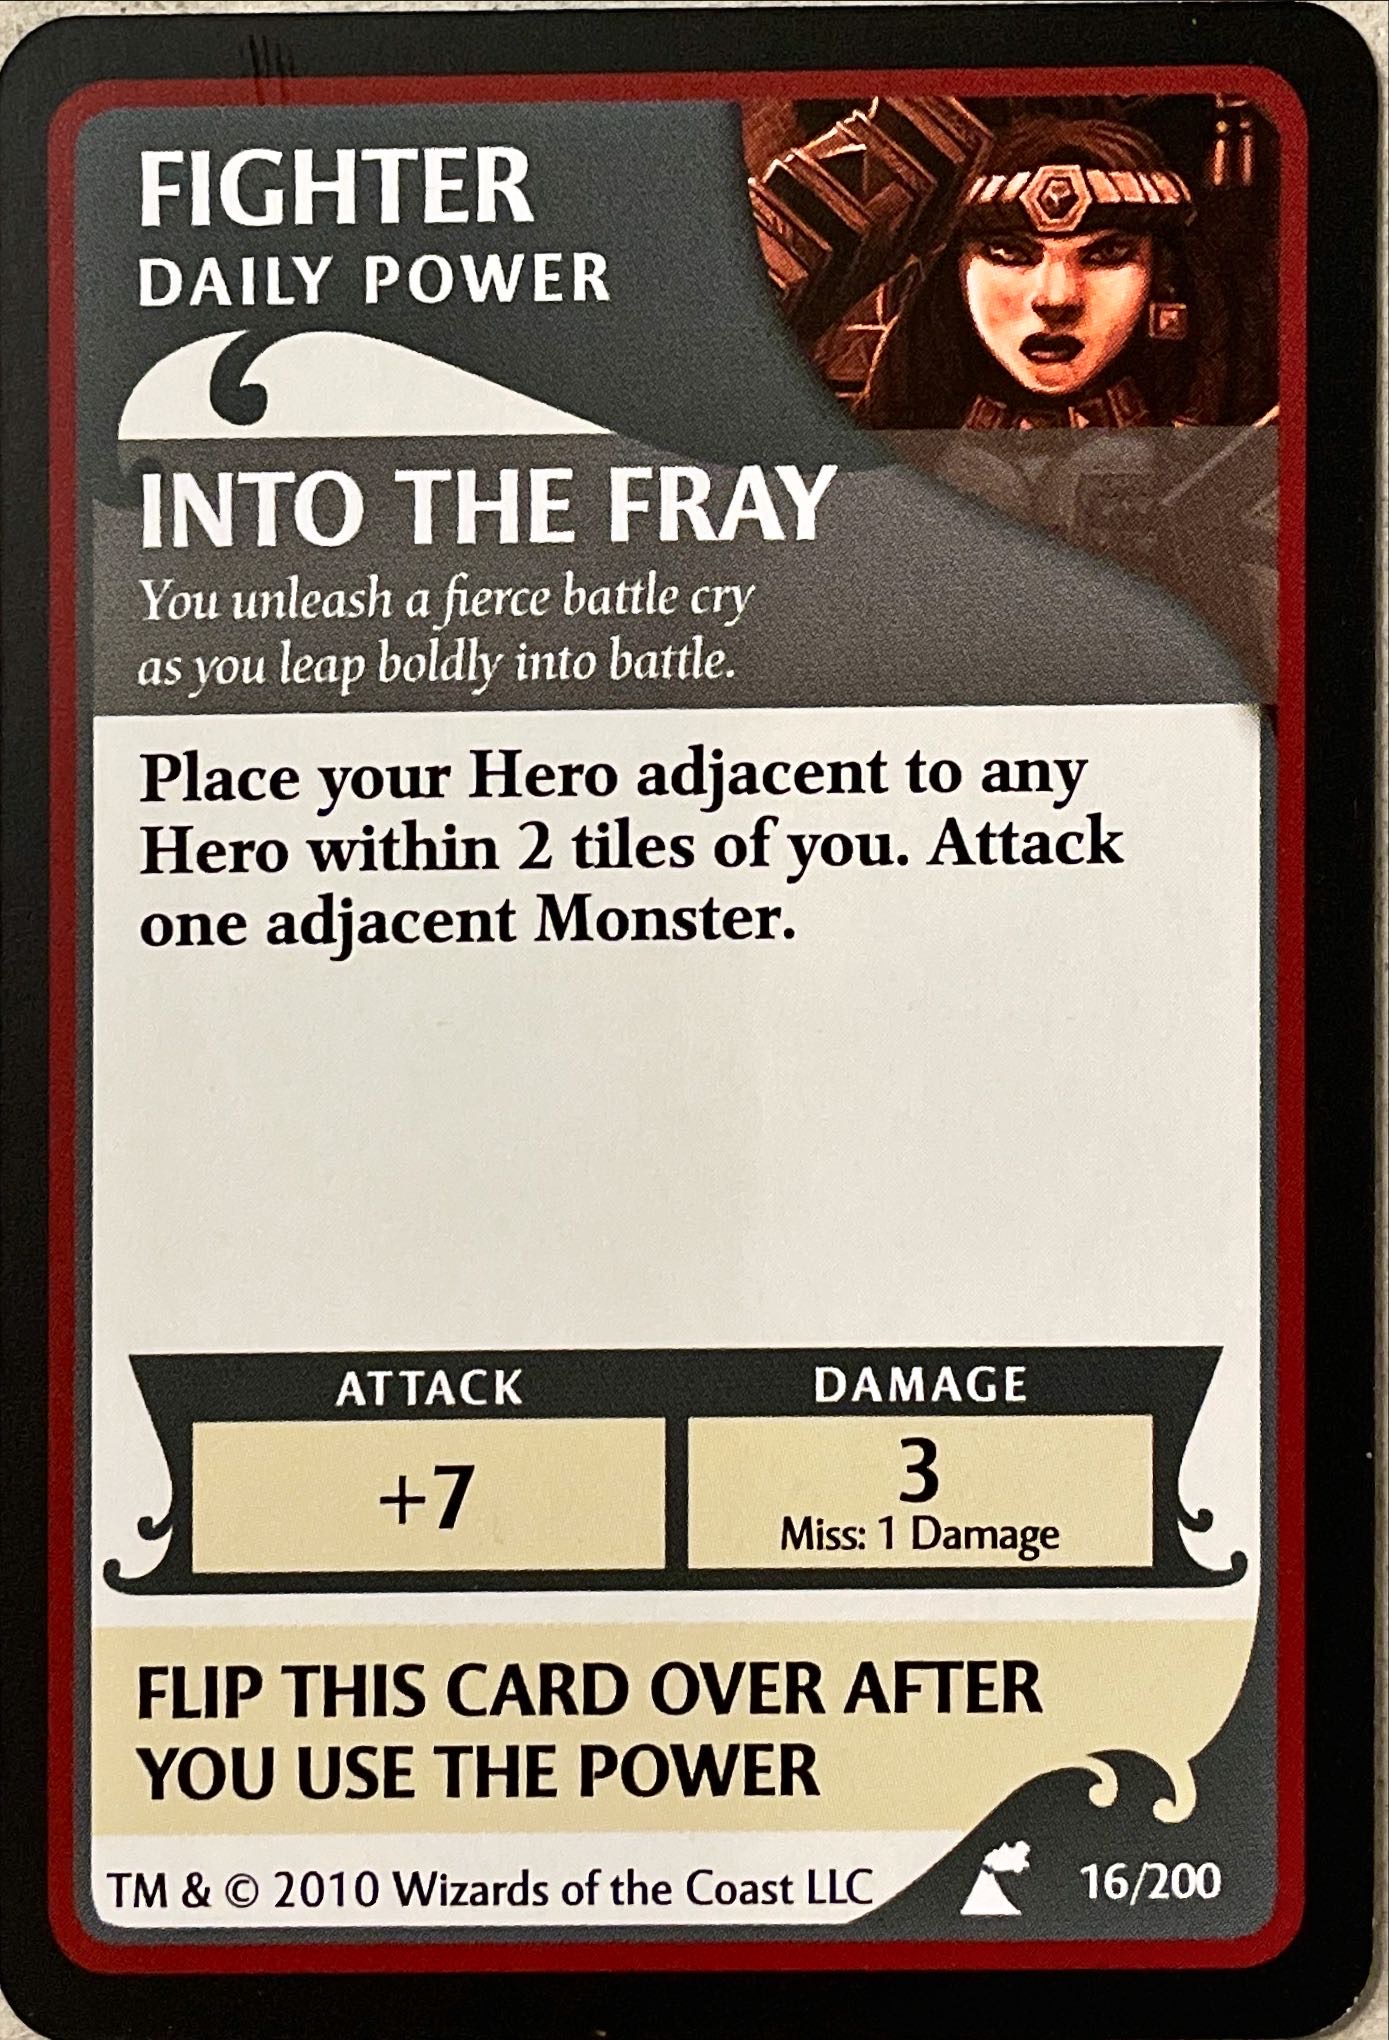 FIGHTER
DAILY POWER
INTO THE FRAY
You unleash a fierce battle cry
as you leap boldly into battle.
Place your Hero adjacent to any
Hero within 2 tiles of you. Attack
one adjacent Monster.
ATTACK
+7
DAMAGE
3
Miss: 1 Damage
FLIP THIS CARD OVER AFTER
YOU USE THE POWER
TM & © 2010 Wizards of the Coast LLC
16/200